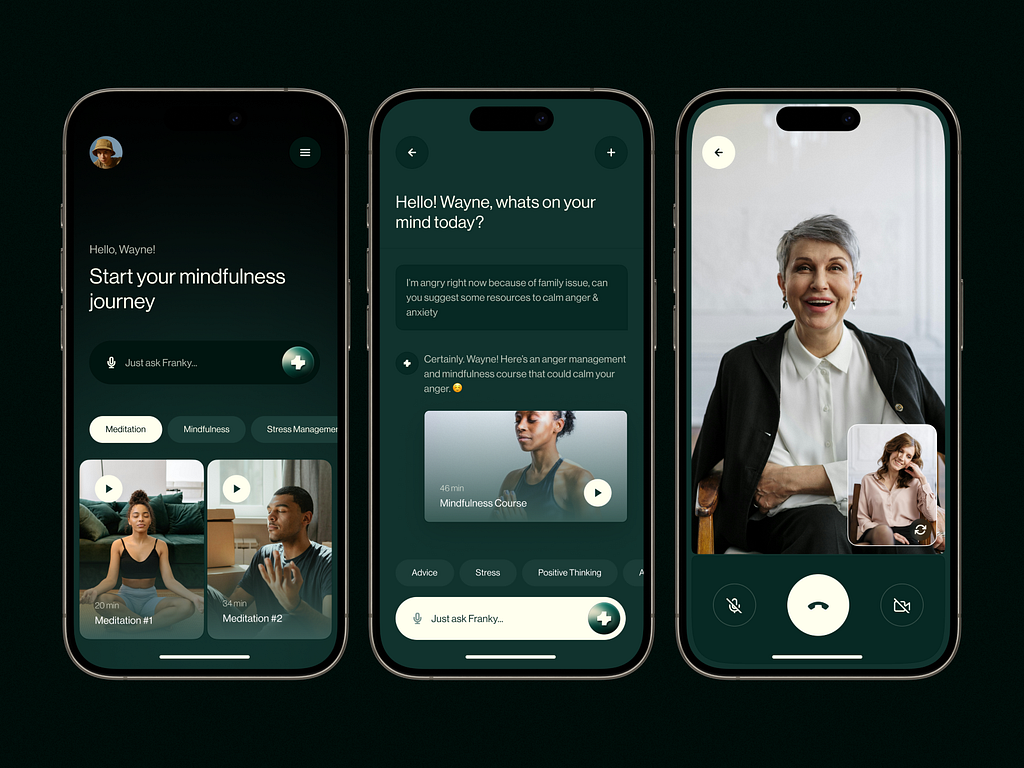 Hello, Wayne!
Start your mindfulness
journey
Just ask Franky...
Meditation
Mindfulness
Stress Managemen
20 min
Meditation #1
34 min
Meditation #2
Hello! Wayne, whats on your
mind today?
I'm angry right now because of family issue, can
you suggest some resources to calm anger &
anxiety
Certainly. Wayne! Here's an anger management
and mindfulness course that could calm your
anger. ☺️
46 min
Mindfulness Course
Advice
Stress
Positive Thinking
A
Just ask Franky...